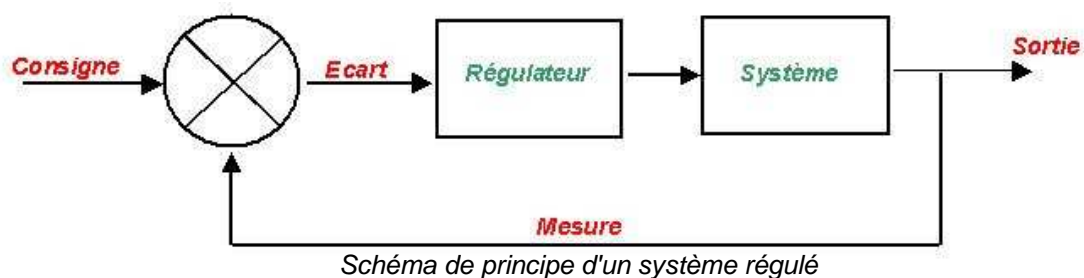 Consigne
Ecart
Régulateur
Système
Sortie
Mesure
Schéma de principe d'un système régulé